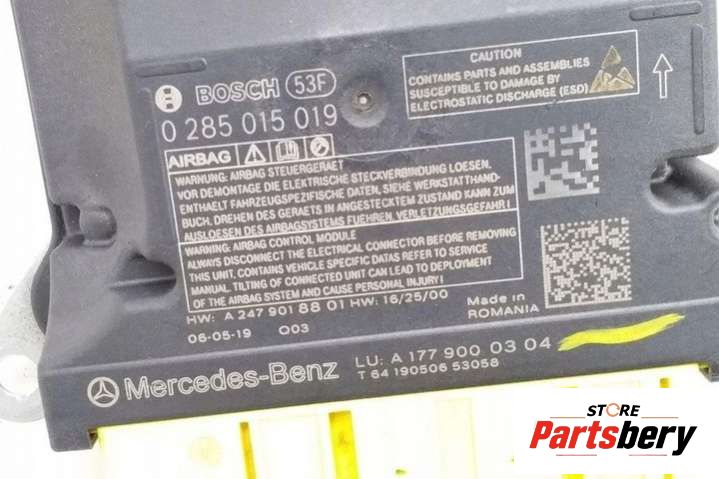 BOSCH 53F
0 285 015 019
CAUTION
CONTAINS PARTS AND ASSEMBLIES
SUSCEPTIBLE TO DAMAGE BY
ELECTROSTATIC DISCHARGE (ESD)
AIRBAG
WARNUNG: AIRBAG STEUERGERAET
VOR DEMONTAGE DIE ELEKTRISCHE STECKVERBINDUNG LOESEN.
ENTHAELT FAHRZEUGSPEZIFISCHE DATEN, SIEHE WERKSTATTHAND-
BUCH. DREHEN DES GERAETS IN ANGESTECKTEM ZUSTAND KANN ZUM
AUSLOESEN DES AIRBAGSYSTEMS FUEHREN. VERLETZUNGSGEFAHR!
WARNING: AIRBAG CONTROL MODULE
ALWAYS DISCONNECT THE ELECTRICAL CONNECTOR BEFORE REMOVING
THIS UNIT. CONTAINS VEHICLE SPECIFIC DATAS REFER TO SERVICE
MANUAL. TILTING OF CONNECTED UNIT CAN LEAD TO DEPLOYMENT
OF THE AIRBAG SYSTEM AND CAUSE PERSONAL INJURY!
HW: A 247 901 88 01 HW: 16/25/00
Made in
ROMANIA
06-05-19 003
LU: A 177 900 03 04
Mercedes-Benz
T 64 190506 53058
STORE
Partsbery